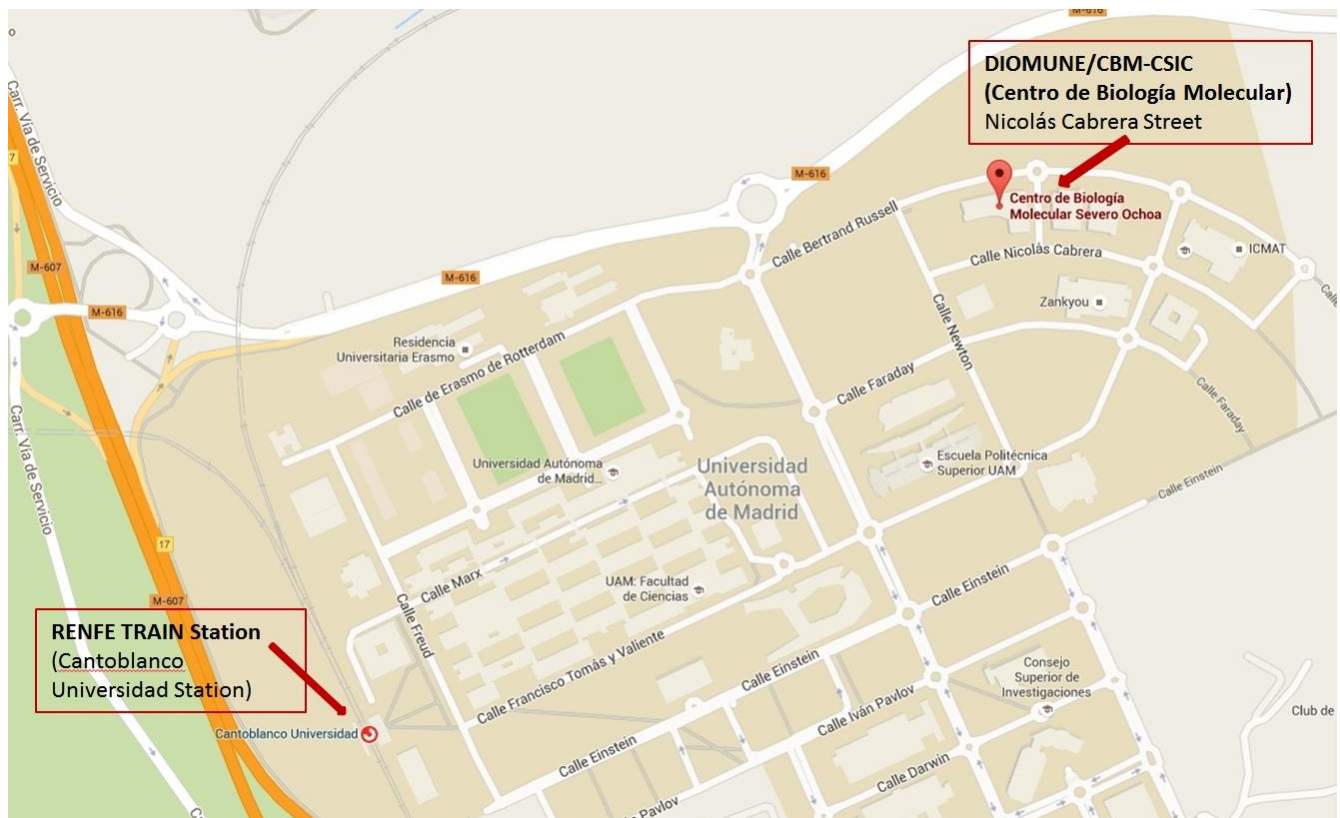 M-616
Carr. Vía de Servicio
DIOMUNE/CBM-CSIC
(Centro de Biología Molecular)
Nicolás Cabrera Street
7
M-616
Centro de Biología
Molecular Severo Ochoa
Calle Bertrand Russell
Calle Nicolás Cabrera
ICMAT
M-607
M-616
M-616
Zankyou
Residencia
Universitaria Erasmo
Calle de Erasmo de Rotterdam
Calle Newton
Calle Faraday
Calle Faraday
Carr. Vía de Servicio
Universidad Autónoma
de Madrid...
Universidad
Autónoma
de Madrid
Escuela Politécnica
Superior UAM
Calle Einstein
17
Calle Marx
UAM: Facultad
de Ciencias
Calle Einstein
M-607
Calle Freud
RENFE TRAIN Station
(Cantoblanco
Universidad Station)
Calle Francisco Tomás y Valiente
Calle Einstein
Consejo
Superior de
Investigaciones
Calle Iván Pavlov
Club de
Cantoblanco Universidad
Calle Einstein
Calle Darwin
Pavlov